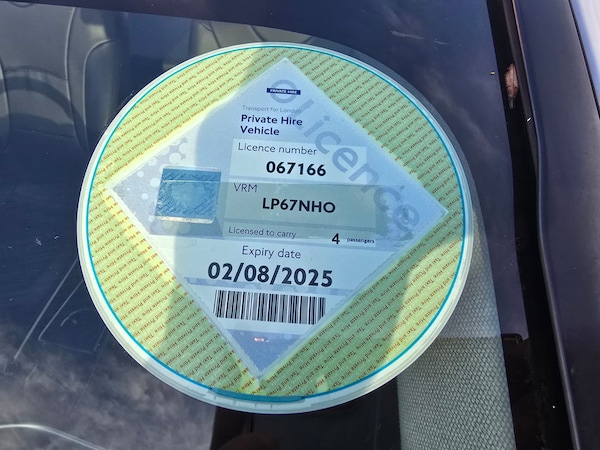 PRIVATE HIRE
Transport for London
Private Hire
Vehicle
Licence number
067166
VRM
LP67NHO
Licensed to carry 4 passengers
Expiry date
02/08/2025
Licence